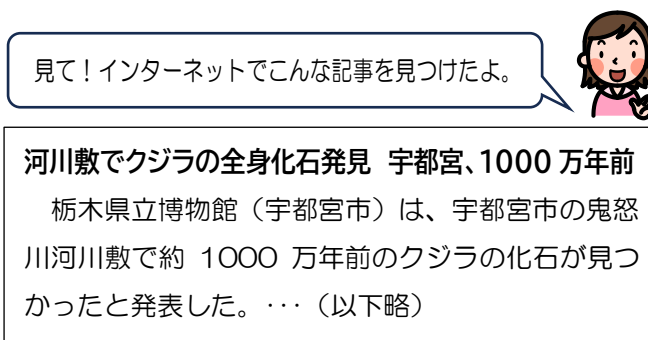 見て！インターネットでこんな記事を見つけたよ。
河川敷でクジラの全身化石発見 宇都宮、1000 万年前
栃木県立博物館（宇都宮市）は、宇都宮市の鬼怒
川河川敷で約 1000 万年前のクジラの化石が見つ
かったと発表した。･･･（以下略）